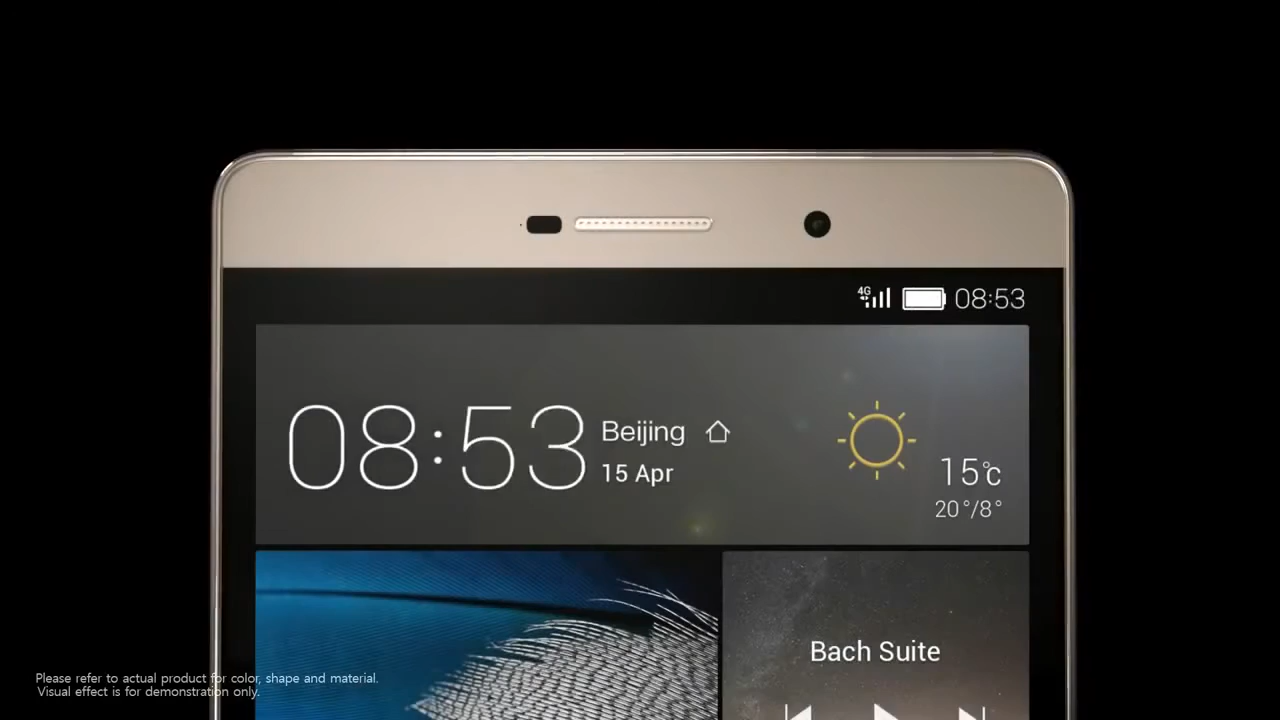 4G 08:53
08:53
Beijing
15 Apr
15°c
20°/8°
Bach Suite
Please refer to actual product for color, shape and material.
Visual effect is for demonstration only.